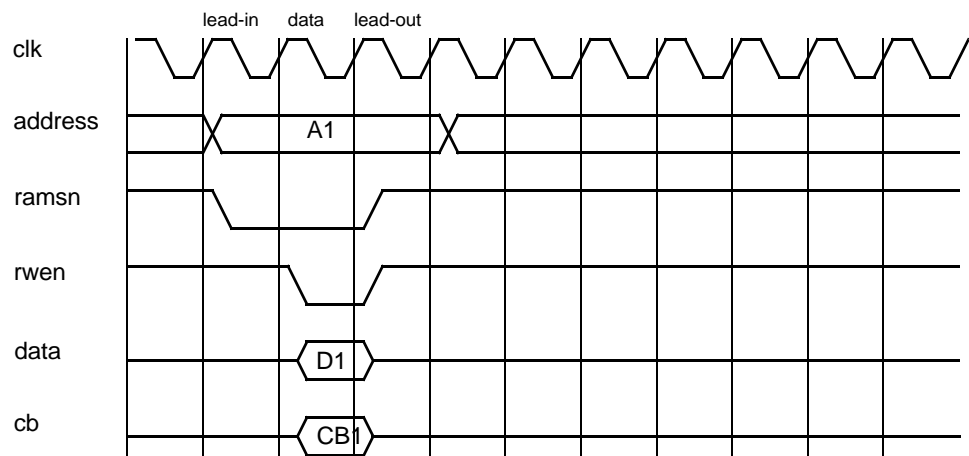 lead-in data lead-out
clk
address A1
ramsn
rwen
data D1
cb CB1